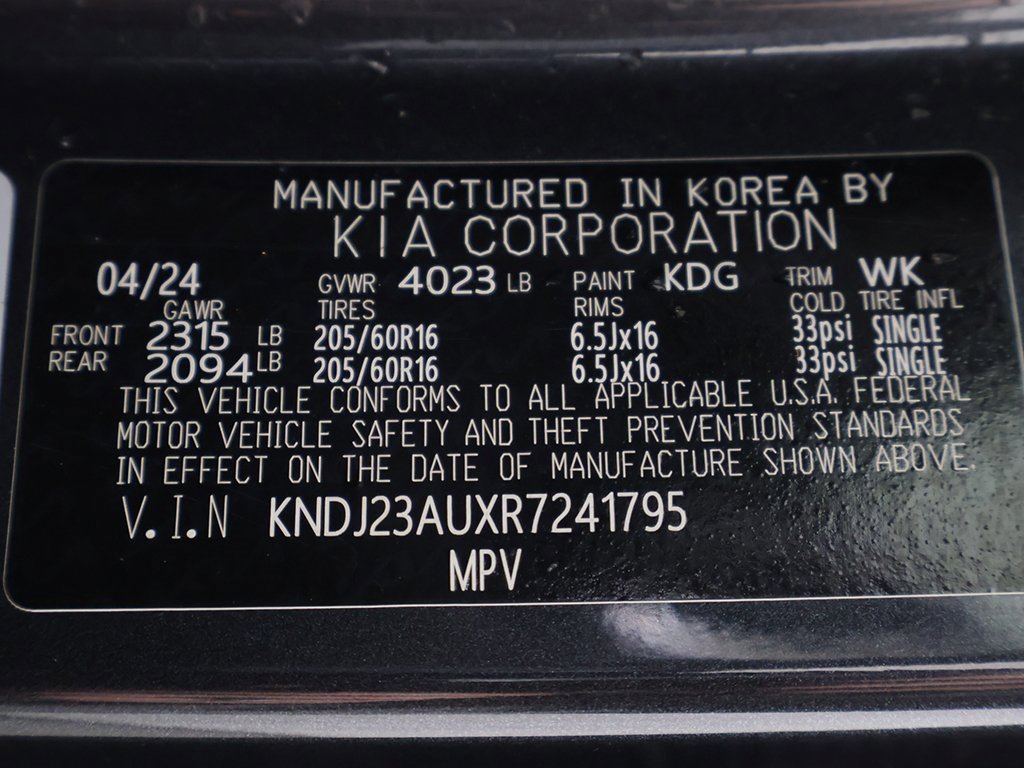 MANUFACTURED IN KOREA BY
KIA CORPORATION
04/24 GVWR 4023 LB PAINT KDG TRIM WK
GAWR TIRES RIMS COLD TIRE INFL
FRONT 2315 LB 205/60R16 6.5Jx16 33psi SINGLE
REAR 2094 LB 205/60R16 6.5Jx16 33psi SINGLE
THIS VEHICLE CONFORMS TO ALL APPLICABLE U.S.A. FEDERAL
MOTOR VEHICLE SAFETY AND THEFT PREVENTION STANDARDS
IN EFFECT ON THE DATE OF MANUFACTURE SHOWN ABOVE.
V.I.N KNDJ23AUXR7241795
MPV